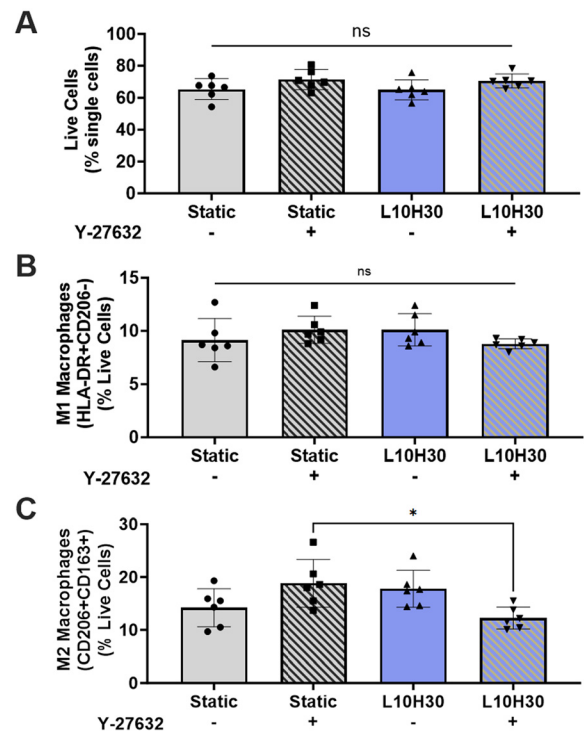 A
ns
Live Cells
(% single cells)
100
80
60
40
20
0
Static Static L10H30 L10H30
Y-27632 - + - +
B
ns
M1 Macrophages
(HLA-DR+CD206-)
(% Live Cells)
15
10
5
0
Static Static L10H30 L10H30
Y-27632 - + - +
C
*
M2 Macrophages
(CD206+CD163+)
(% Live Cells)
30
20
10
0
Static Static L10H30 L10H30
Y-27632 - + - +